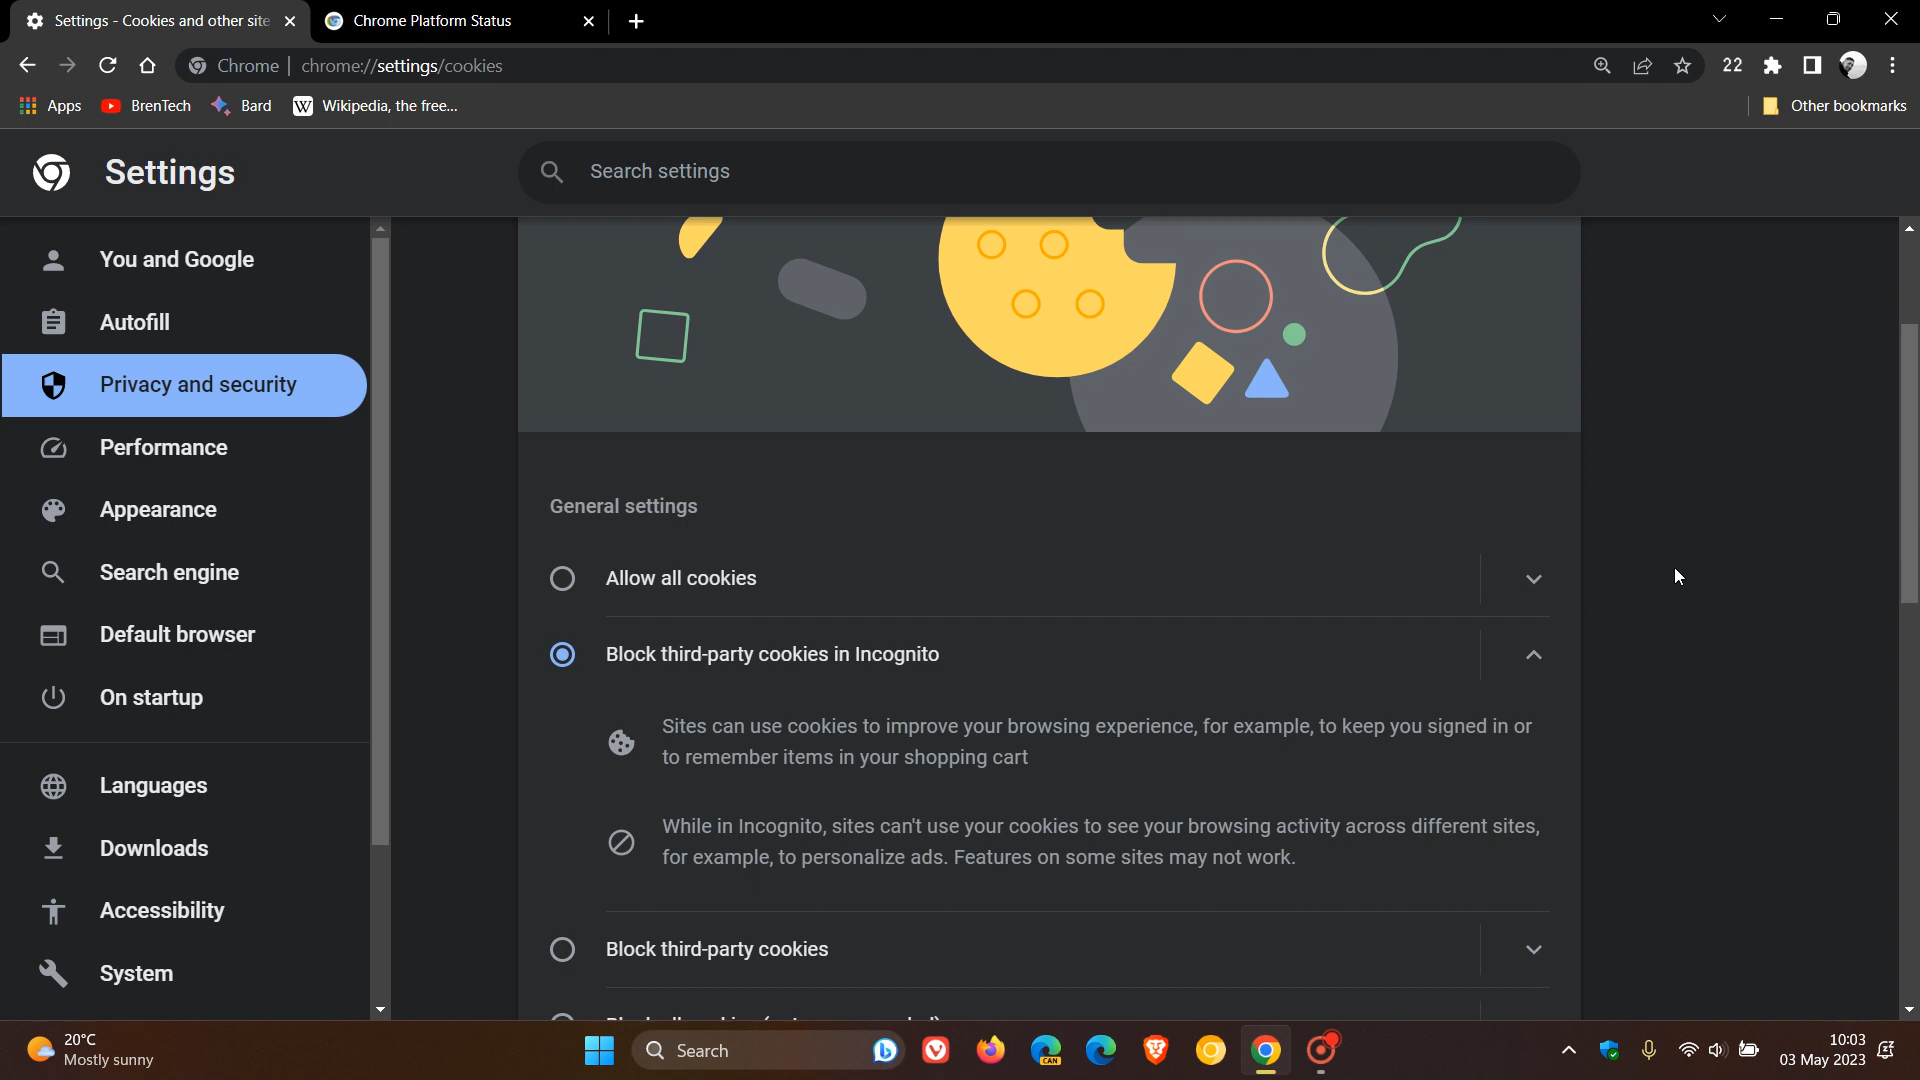 Settings - Cookies and other site
Chrome Platform Status
Chrome | chrome://settings/cookies
22
Apps
BrenTech
Bard
W Wikipedia, the free...
Other bookmarks
Settings
Search settings
You and Google
Autofill
Privacy and security
Performance
Appearance
Search engine
Default browser
On startup
Languages
Downloads
Accessibility
System
General settings
Allow all cookies
Block third-party cookies in Incognito
Sites can use cookies to improve your browsing experience, for example, to keep you signed in or
to remember items in your shopping cart
While in Incognito, sites can't use your cookies to see your browsing activity across different sites,
for example, to personalize ads. Features on some sites may not work.
Block third-party cookies
20°C
Mostly sunny
Search
CAN
10:03
03 May 2023